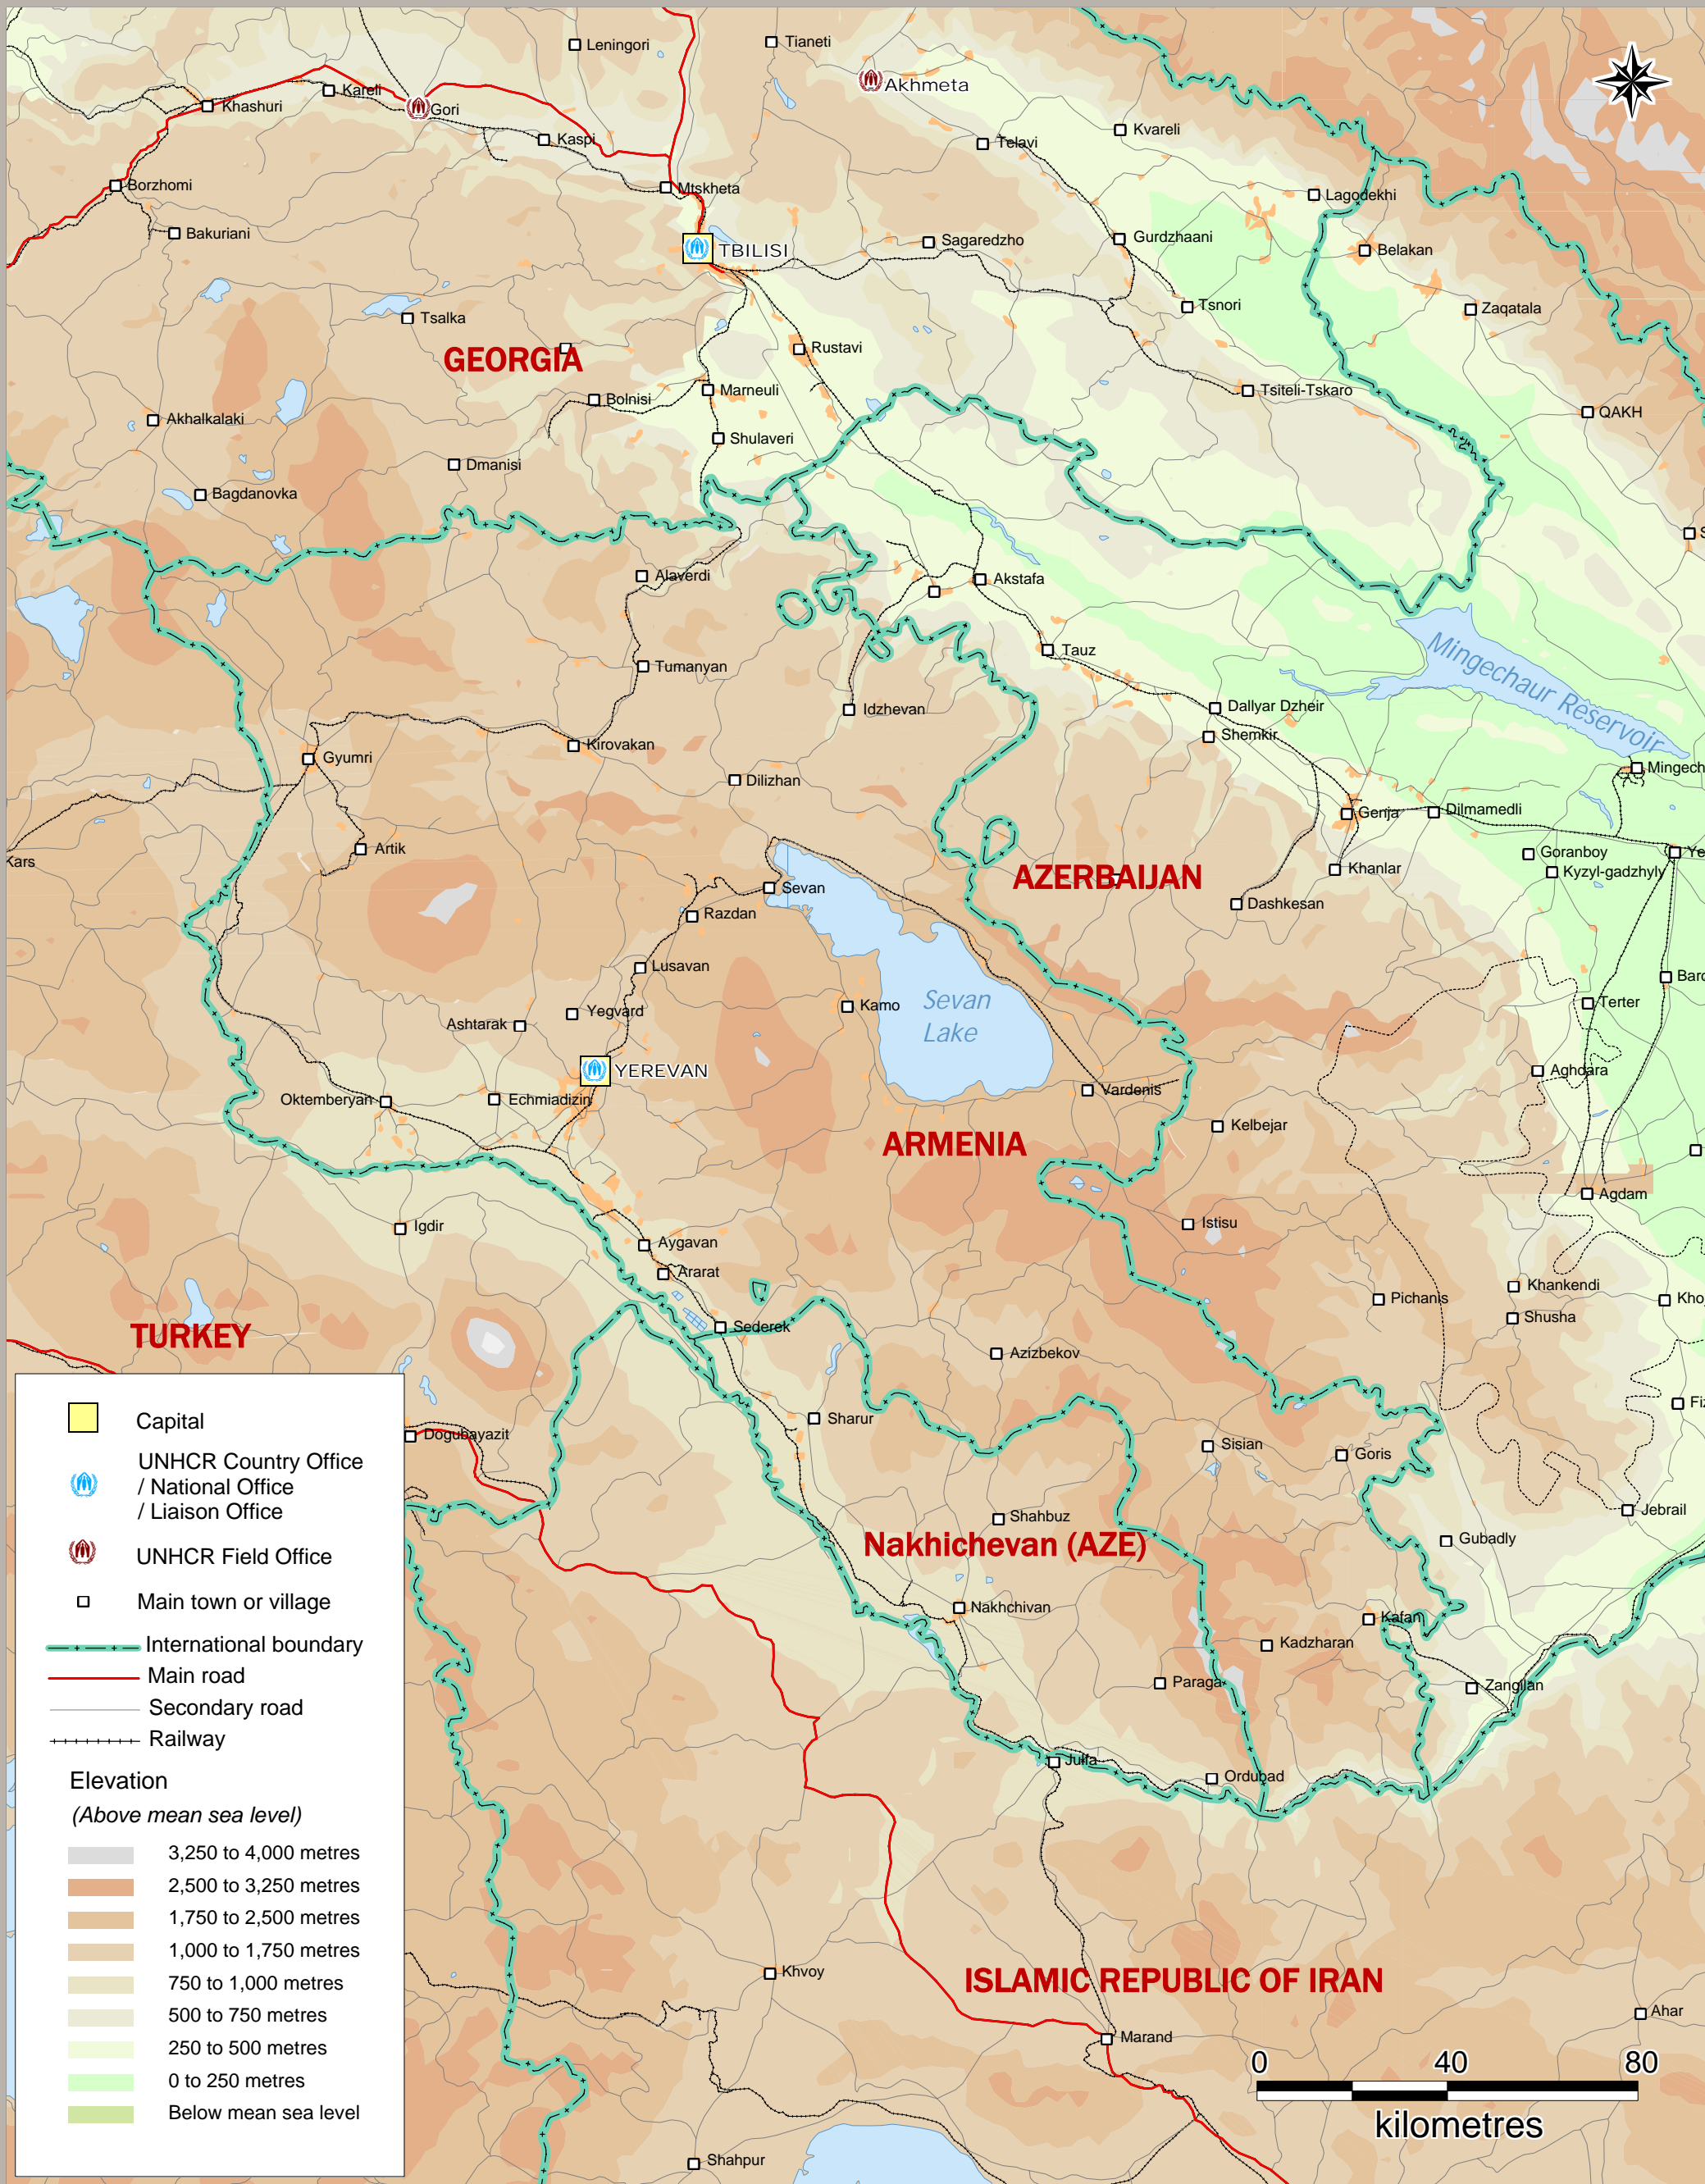 Leningori
Tianeti
Akhmeta
Kareli
Khashuri
Gori
Kaspi
Telavi
Kvareli
Borzhomi
Mtskheta
Lagodekhi
Bakuriani
TBILISI
Sagaredzho
Gurdzhaani
Belakan
Tsalka
Tsnori
Zaqatala
GEORGIA
Rustavi
Marneuli
Tsiteli-Tskaro
Bolnisi
QAKH
Akhalkalaki
Shulaveri
Dmanisi
Bagdanovka
S
Alaverdi
Akstafa
Tumanyan
Tauz
Mingechaur Reservoir
Idzhevan
Dallyar Dzheir
Shemkir
Kirovakan
Gyumri
Dilizhan
Mingech
Genja
Dilmamedli
Artik
Kars
Goranboy
Ye
Kyzyl-gadzhyly
Khanlar
AZERBAIJAN
Sevan
Dashkesan
Razdan
Lusavan
Bard
Sevan
Lake
Kamo
Terter
Yegvard
Ashtarak
YEREVAN
Aghdara
Oktemberyan
Echmiadizin
Vardenis
Kelbejar
ARMENIA
Agdam
Igdir
Istisu
Aygavan
Ararat
Khankendi
Pichanis
Khoj
Shusha
TURKEY
Sederek
Azizbekov
Sharur
Fiz
Dogubayazit
Sisian
Goris
Shahbuz
Jebrail
Nakhichevan (AZE)
Gubadly
Nakhchivan
Kafan
Kadzharan
Paraga
Zangilan
Julfa
Ordubad
Khvoy
ISLAMIC REPUBLIC OF IRAN
Ahar
Marand
Shahpur
Capital
UNHCR Country Office
/ National Office
/ Liaison Office
UNHCR Field Office
Main town or village
International boundary
Main road
Secondary road
Railway
Elevation
(Above mean sea level)
3,250 to 4,000 metres
2,500 to 3,250 metres
1,750 to 2,500 metres
1,000 to 1,750 metres
750 to 1,000 metres
500 to 750 metres
250 to 500 metres
0 to 250 metres
Below mean sea level
0 40 80
kilometres